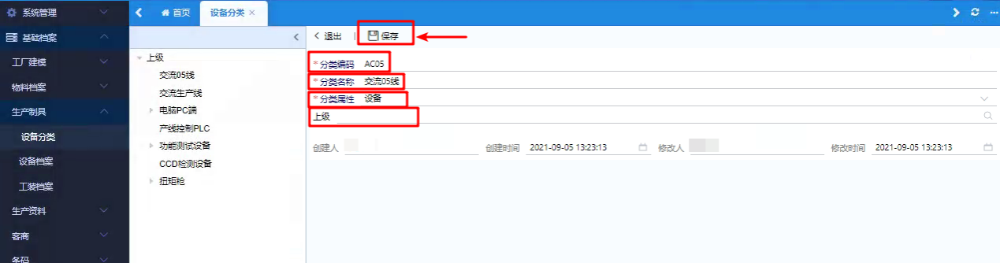 系统管理
基础档案
工厂建模
物料档案
生产制具
设备分类
设备档案
工装档案
生产资料
客商
条码
首页
设备分类 ×
上级
交流05线
交流生产线
电脑PC端
产线控制PLC
功能测试设备
CCD检测设备
扭矩枪
退出 | 保存
* 分类编码 AC05
* 分类名称 交流05线
* 分类属性 设备
上级
创建人 创建时间 2021-09-05 13:23:13 修改人 修改时间 2021-09-05 13:23:13